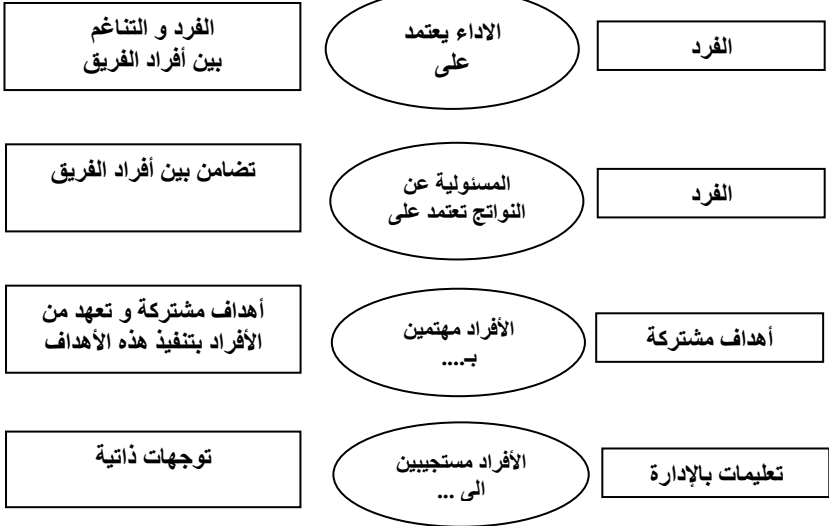 الفرد
الاداء يعتمد
على
الفرد و التناغم
بين أفراد الفريق
الفرد
المسئولية عن
النواتج تعتمد على
تضامن بين أفراد الفريق
أهداف مشتركة
الأفراد مهتمين
بـ....
أهداف مشتركة و تعهد من
الأفراد بتنفيذ هذه الأهداف
تعليمات بالإدارة
الأفراد مستجيبين
الى ...
توجهات ذاتية